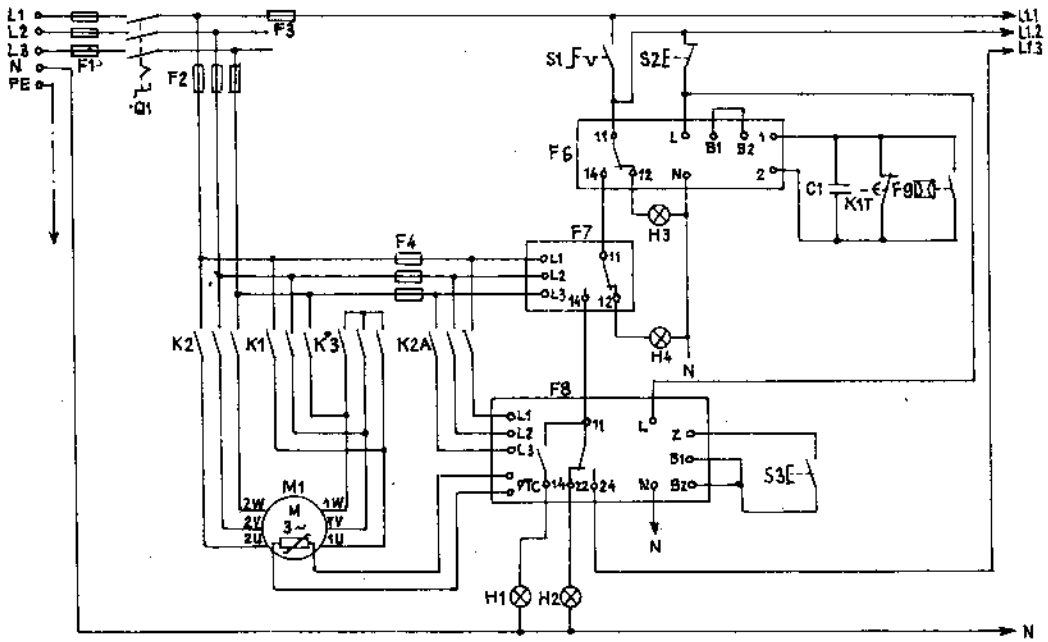 L1
L2
L3
N
PE
F1
Q1
F2
F3
L1.1
L1.2
L1.3
S1
S2
F6
11
L
B1
B2
1
14
12
N
2
C1
K1T
F9
H3
F7
L1
L2
L3
11
14
12
H4
N
F4
K2
K1
K3
K2A
F8
L1
L2
L3
PTC
11
14
22
24
L
N
Z
B1
B2
S3
N
M1
M
3~
2W
2V
2U
1W
1V
1U
H1
H2
N